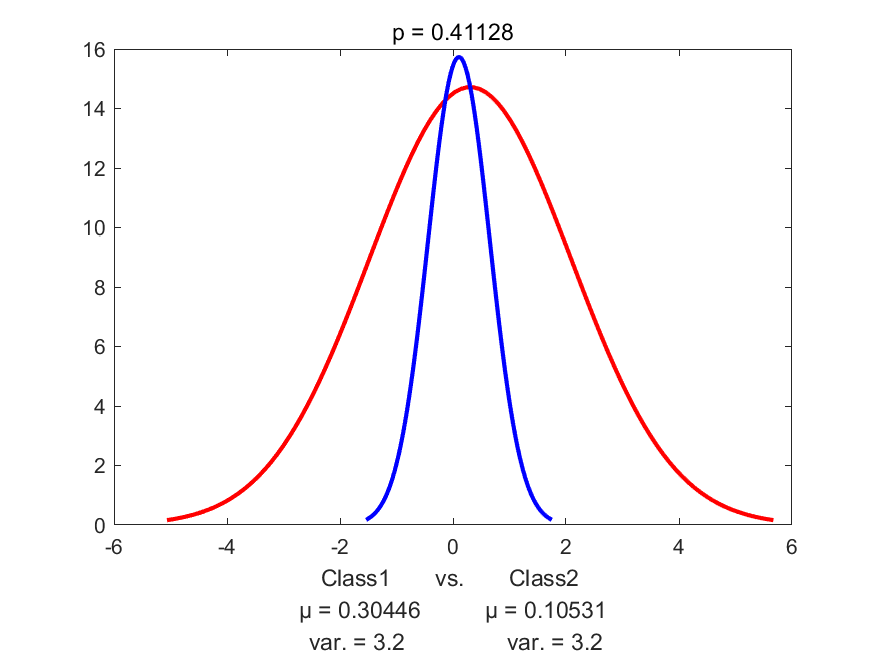 p = 0.41128
16
14
12
10
8
6
4
2
0
-6 -4 -2 0 2 4 6
Class1 vs. Class2
μ = 0.30446 μ = 0.10531
var. = 3.2 var. = 3.2